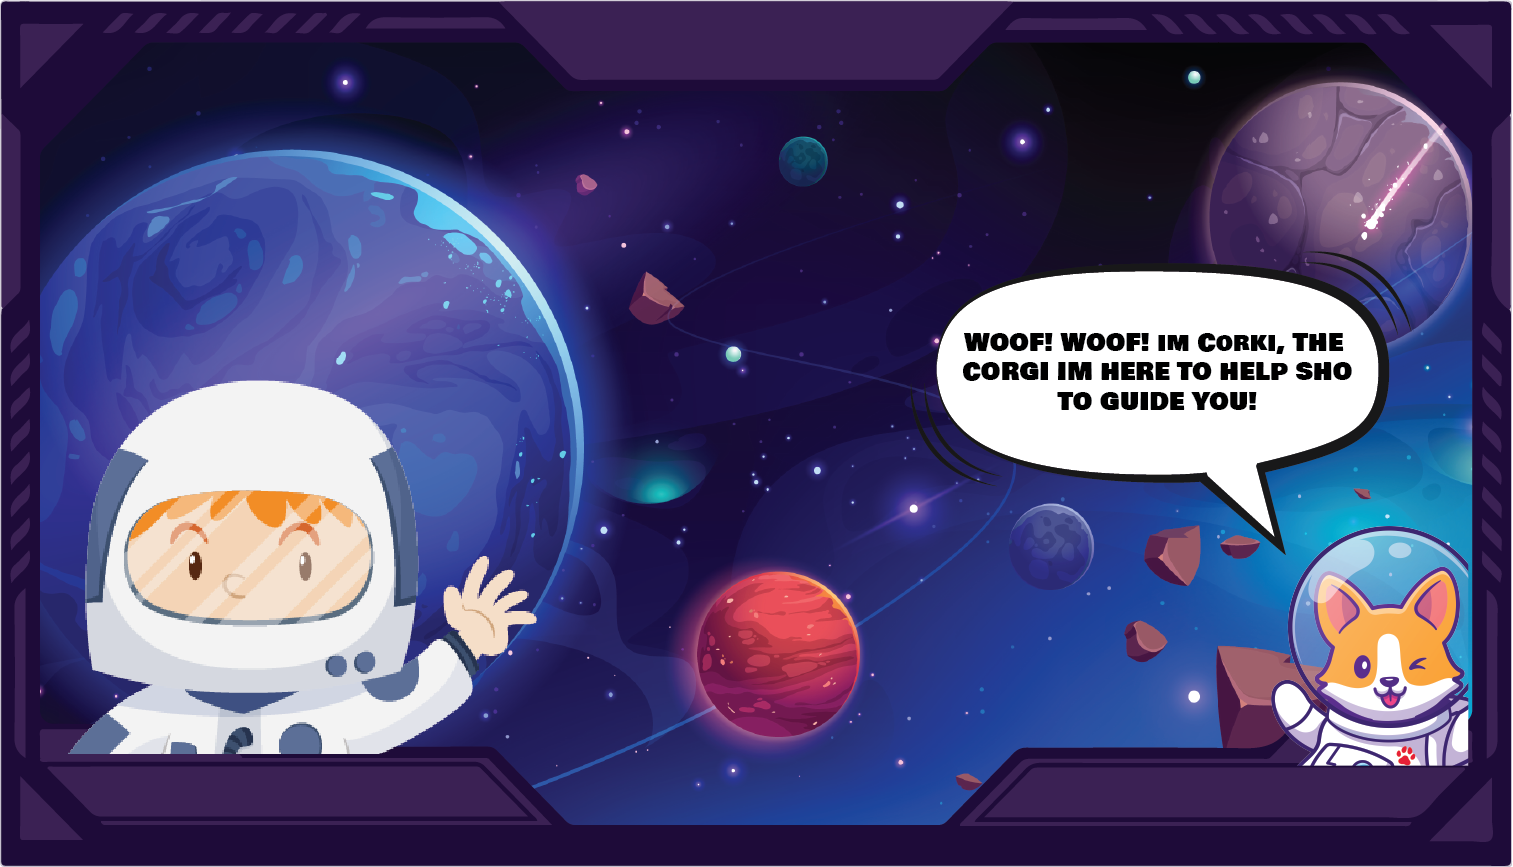 WOOF! WOOF! IM CORKI, THE
CORGI IM HERE TO HELP SHO
TO GUIDE YOU!